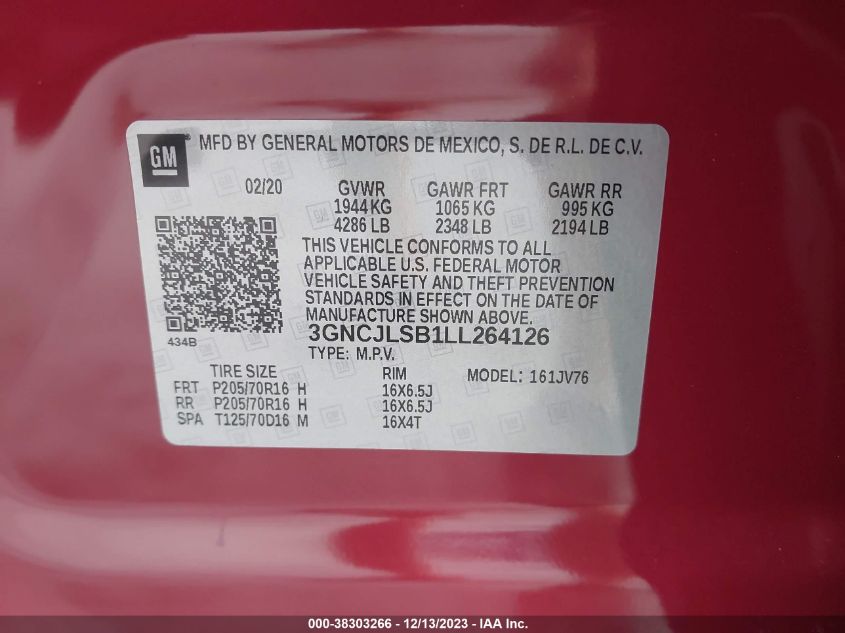 GM ® MFD BY GENERAL MOTORS DE MEXICO, S. DE R.L. DE C.V.
02/20 GVWR GAWR FRT GAWR RR
1944 KG 1065 KG 995 KG
4286 LB 2348 LB 2194 LB
THIS VEHICLE CONFORMS TO ALL
APPLICABLE U.S. FEDERAL MOTOR
VEHICLE SAFETY AND THEFT PREVENTION
STANDARDS IN EFFECT ON THE DATE OF
MANUFACTURE SHOWN ABOVE.
434B 3GNCJLSB1LL264126
TYPE: M.P.V.
TIRE SIZE RIM MODEL: 161JV76
FRT P205/70R16 H 16X6.5J
RR P205/70R16 H 16X6.5J
SPA T125/70D16 M 16X4T
000-38303266 - 12/13/2023 - IAA Inc.